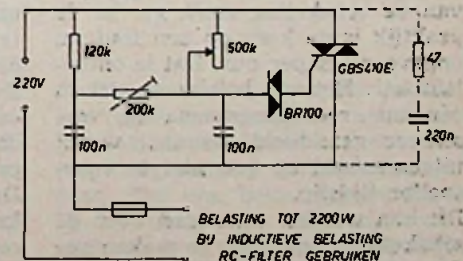 120k
500k
GBS410E
47
220V
200k
BR100
220n
100n
100n
BELASTING TOT 2200W
BIJ INDUCTIEVE BELASTING
RC-FILTER GEBRUIKEN